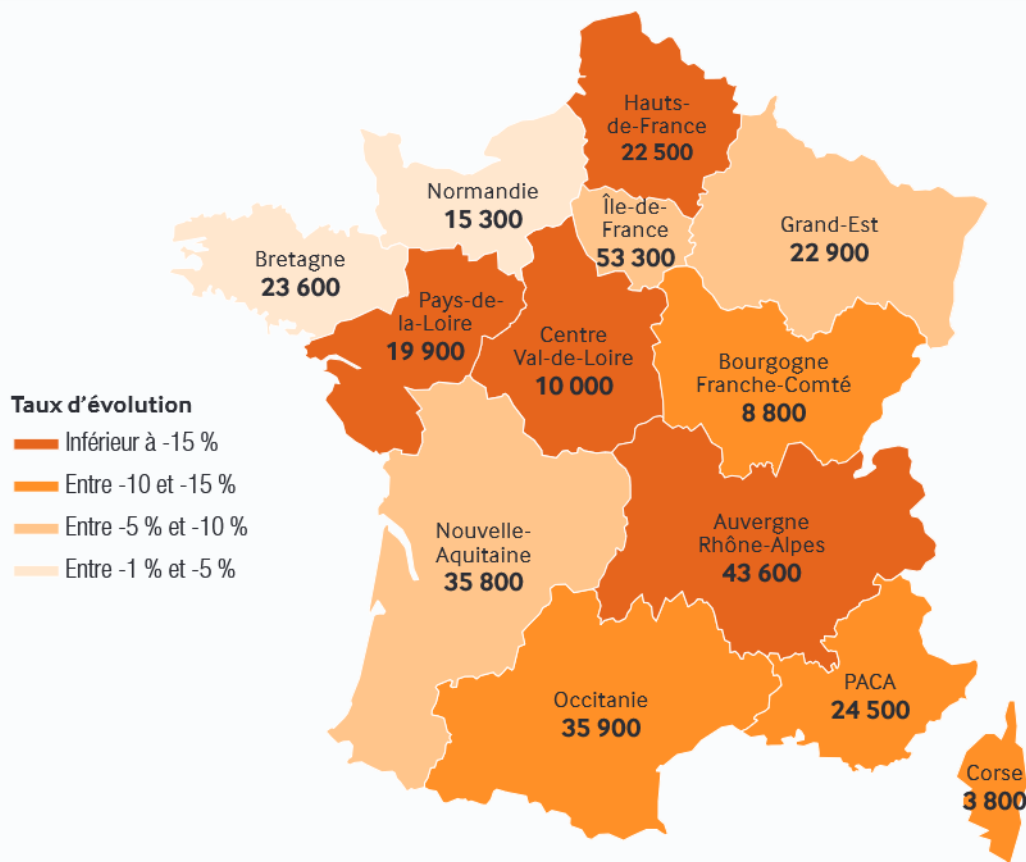 Hauts-
de-France
22 500
Normandie
15 300
Île-de-
France
53 300
Grand-Est
22 900
Bretagne
23 600
Pays-de-
la-Loire
19 900
Centre
Val-de-Loire
10 000
Bourgogne
Franche-Comté
8 800
Taux d'évolution
Inférieur à -15 %
Entre -10 et -15 %
Entre -5 % et -10 %
Entre -1 % et -5 %
Nouvelle-
Aquitaine
35 800
Auvergne
Rhône-Alpes
43 600
Occitanie
35 900
PACA
24 500
Corse
3 800